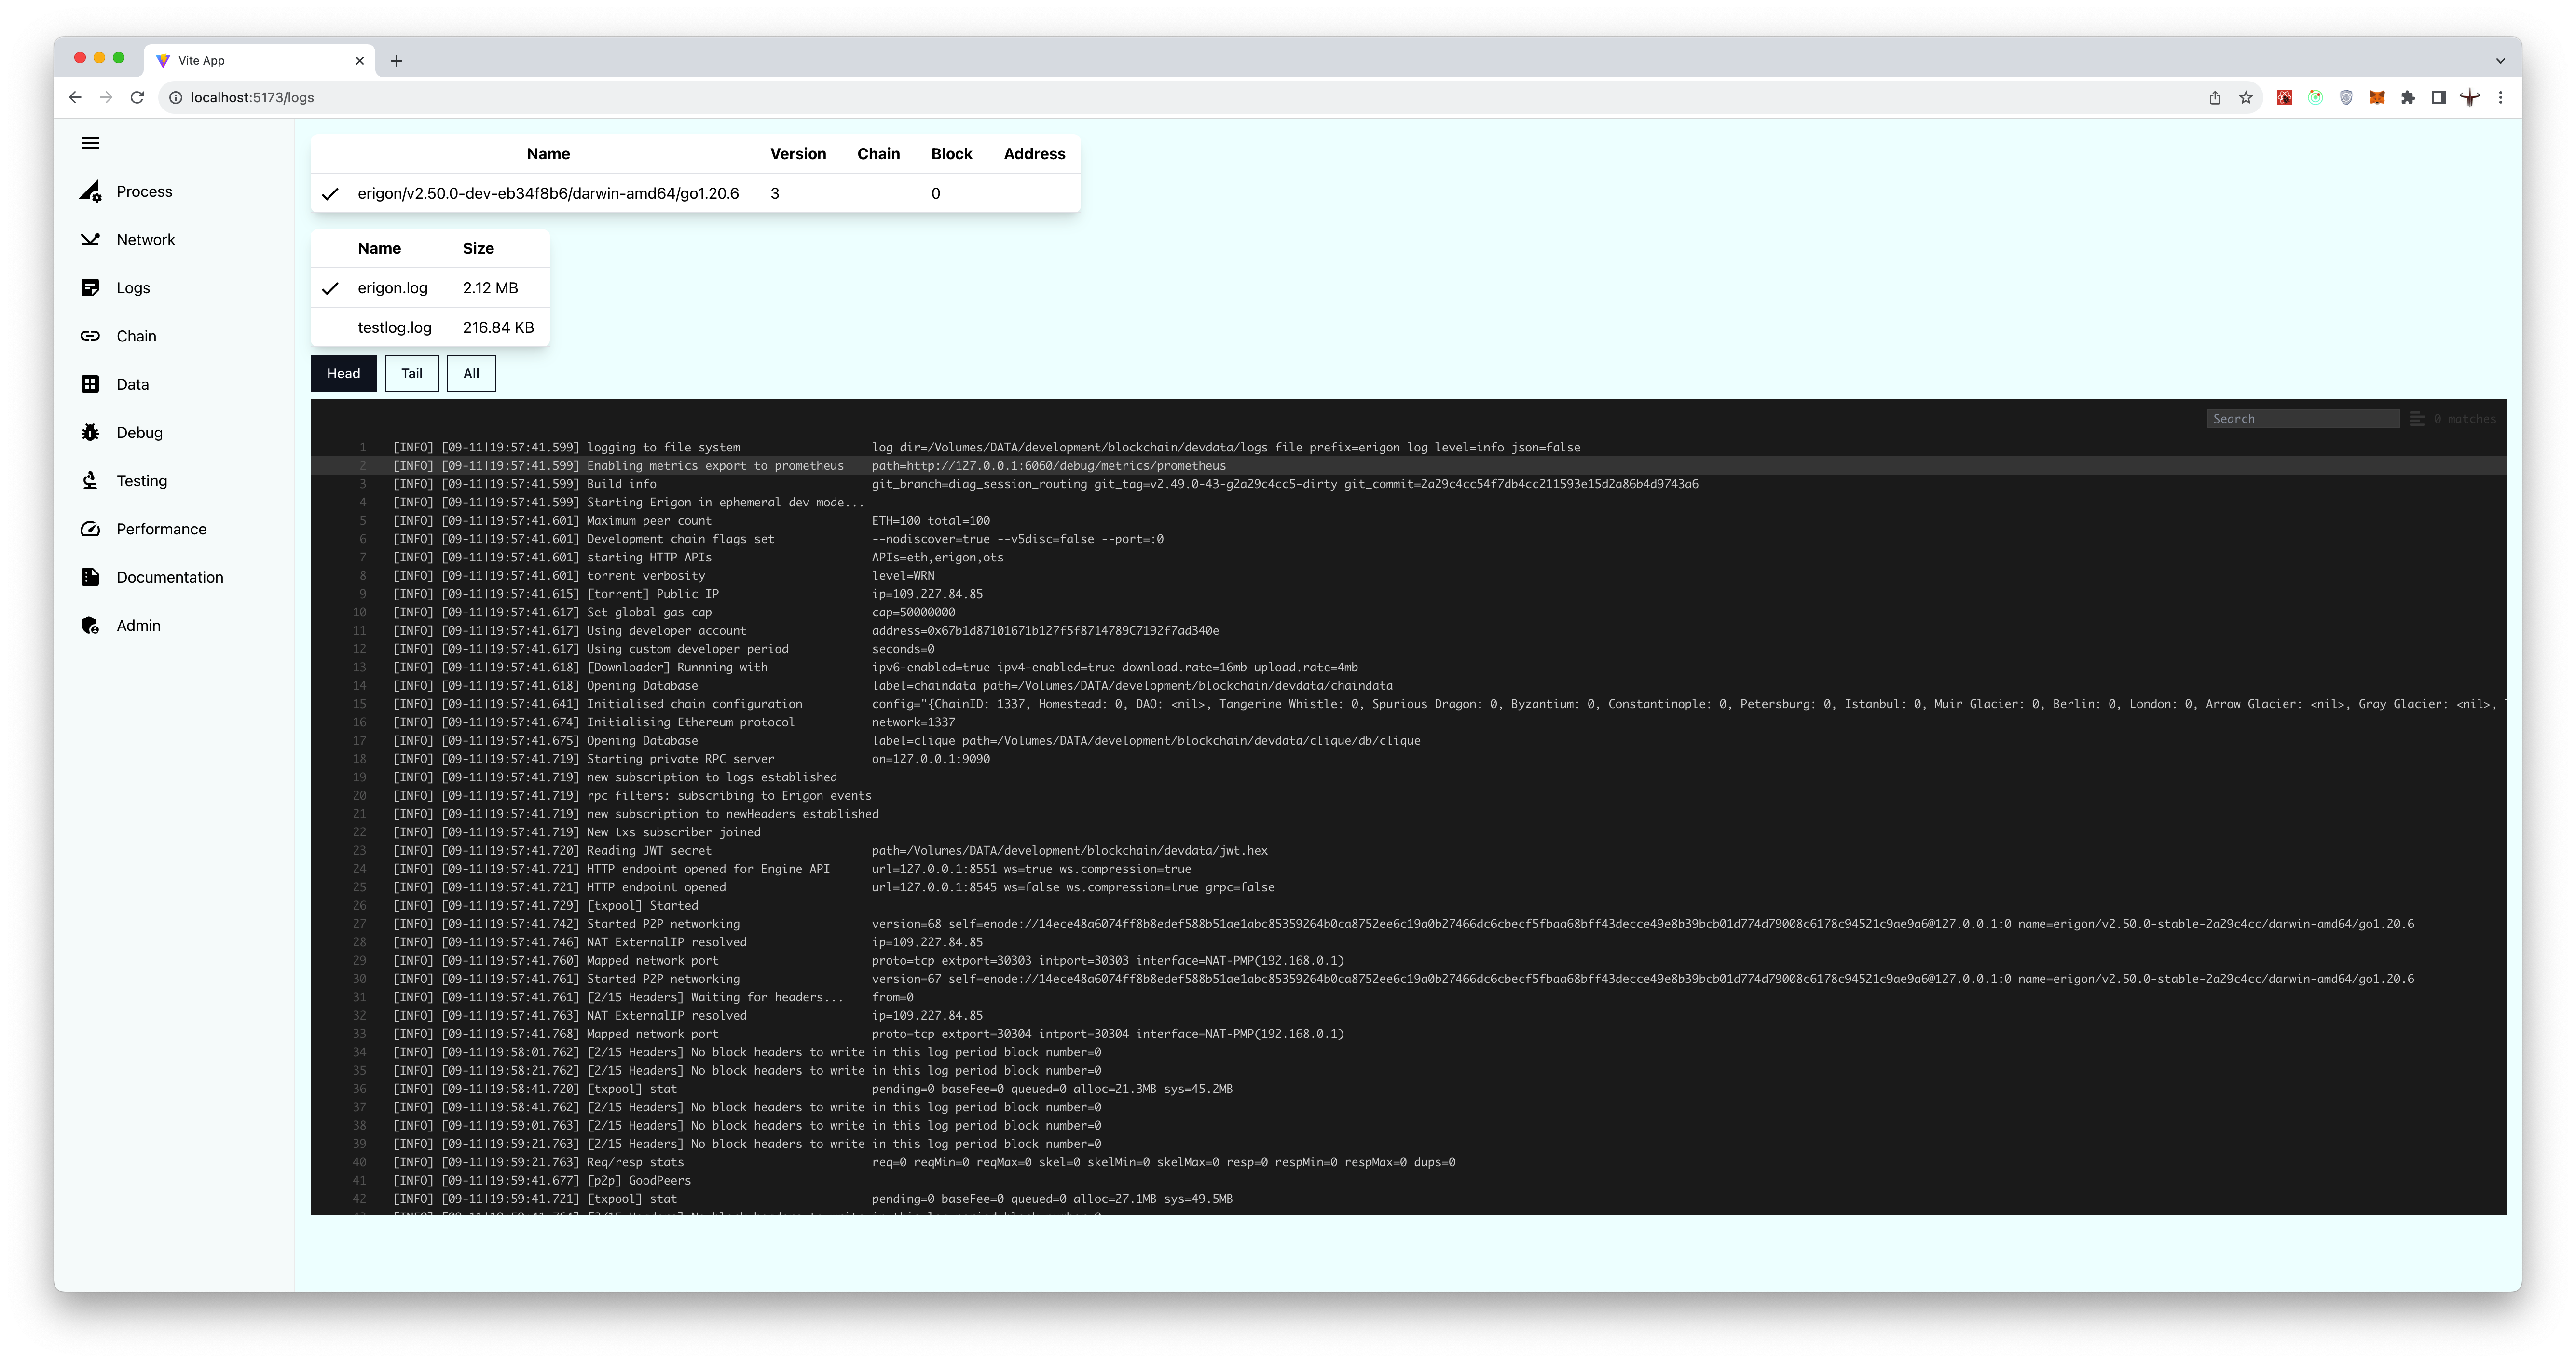 Vite App
localhost:5173/logs
Process
Network
Logs
Chain
Data
Debug
Testing
Performance
Documentation
Admin
Name Version Chain Block Address
erigon/v2.50.0-dev-eb34f8b6/darwin-amd64/go1.20.6 3 0
Name Size
erigon.log 2.12 MB
testlog.log 216.84 KB
Head Tail All
Search 0 matches
1 [INFO] [09-11|19:57:41.599] logging to file system log dir=/Volumes/DATA/development/blockchain/devdata/logs file prefix=erigon log level=info json=false
2 [INFO] [09-11|19:57:41.599] Enabling metrics export to prometheus path=http://127.0.0.1:6060/debug/metrics/prometheus
3 [INFO] [09-11|19:57:41.599] Build info git_branch=diag_session_routing git_tag=v2.49.0-43-g2a29c4cc5-dirty git_commit=2a29c4cc54f7db4cc211593e15d2a86b4d9743a6
4 [INFO] [09-11|19:57:41.599] Starting Erigon in ephemeral dev mode...
5 [INFO] [09-11|19:57:41.601] Maximum peer count ETH=100 total=100
6 [INFO] [09-11|19:57:41.601] Development chain flags set --nodiscover=true --v5disc=false --port=:0
7 [INFO] [09-11|19:57:41.601] starting HTTP APIs APIs=eth,erigon,ots
8 [INFO] [09-11|19:57:41.601] torrent verbosity level=WRN
9 [INFO] [09-11|19:57:41.615] [torrent] Public IP ip=109.227.84.85
10 [INFO] [09-11|19:57:41.617] Set global gas cap cap=50000000
11 [INFO] [09-11|19:57:41.617] Using developer account address=0x67b1d87101671b127f5f8714789C7192f7ad340e
12 [INFO] [09-11|19:57:41.617] Using custom developer period seconds=0
13 [INFO] [09-11|19:57:41.618] [Downloader] Runnning with ipv6-enabled=true ipv4-enabled=true download.rate=16mb upload.rate=4mb
14 [INFO] [09-11|19:57:41.618] Opening Database label=chaindata path=/Volumes/DATA/development/blockchain/devdata/chaindata
15 [INFO] [09-11|19:57:41.641] Initialised chain configuration config="{ChainID: 1337, Homestead: 0, DAO: <nil>, Tangerine Whistle: 0, Spurious Dragon: 0, Byzantium: 0, Constantinople: 0, Petersburg: 0, Istanbul: 0, Muir Glacier: 0, Berlin: 0, London: 0, Arrow Glacier: <nil>, Gray Glacier: <nil>,
16 [INFO] [09-11|19:57:41.674] Initialising Ethereum protocol network=1337
17 [INFO] [09-11|19:57:41.675] Opening Database label=clique path=/Volumes/DATA/development/blockchain/devdata/clique/db/clique
18 [INFO] [09-11|19:57:41.719] Starting private RPC server on=127.0.0.1:9090
19 [INFO] [09-11|19:57:41.719] new subscription to logs established
20 [INFO] [09-11|19:57:41.719] rpc filters: subscribing to Erigon events
21 [INFO] [09-11|19:57:41.719] new subscription to newHeaders established
22 [INFO] [09-11|19:57:41.719] New txs subscriber joined
23 [INFO] [09-11|19:57:41.720] Reading JWT secret path=/Volumes/DATA/development/blockchain/devdata/jwt.hex
24 [INFO] [09-11|19:57:41.721] HTTP endpoint opened for Engine API url=127.0.0.1:8551 ws=true ws.compression=true
25 [INFO] [09-11|19:57:41.721] HTTP endpoint opened url=127.0.0.1:8545 ws=false ws.compression=true grpc=false
26 [INFO] [09-11|19:57:41.729] [txpool] Started
27 [INFO] [09-11|19:57:41.742] Started P2P networking version=68 self=enode://14ece48a6074ff8b8edef588b51ae1abc85359264b0ca8752ee6c19a0b27466dc6cbecf5fbaa68bff43decce49e8b39bcb01d774d79008c6178c94521c9ae9a6@127.0.0.1:0 name=erigon/v2.50.0-stable-2a29c4cc/darwin-amd64/go1.20.6
28 [INFO] [09-11|19:57:41.746] NAT ExternalIP resolved ip=109.227.84.85
29 [INFO] [09-11|19:57:41.760] Mapped network port proto=tcp extport=30303 intport=30303 interface=NAT-PMP(192.168.0.1)
30 [INFO] [09-11|19:57:41.761] Started P2P networking version=67 self=enode://14ece48a6074ff8b8edef588b51ae1abc85359264b0ca8752ee6c19a0b27466dc6cbecf5fbaa68bff43decce49e8b39bcb01d774d79008c6178c94521c9ae9a6@127.0.0.1:0 name=erigon/v2.50.0-stable-2a29c4cc/darwin-amd64/go1.20.6
31 [INFO] [09-11|19:57:41.761] [2/15 Headers] Waiting for headers... from=0
32 [INFO] [09-11|19:57:41.763] NAT ExternalIP resolved ip=109.227.84.85
33 [INFO] [09-11|19:57:41.768] Mapped network port proto=tcp extport=30304 intport=30304 interface=NAT-PMP(192.168.0.1)
34 [INFO] [09-11|19:58:01.762] [2/15 Headers] No block headers to write in this log period block number=0
35 [INFO] [09-11|19:58:21.762] [2/15 Headers] No block headers to write in this log period block number=0
36 [INFO] [09-11|19:58:41.720] [txpool] stat pending=0 baseFee=0 queued=0 alloc=21.3MB sys=45.2MB
37 [INFO] [09-11|19:58:41.762] [2/15 Headers] No block headers to write in this log period block number=0
38 [INFO] [09-11|19:59:01.763] [2/15 Headers] No block headers to write in this log period block number=0
39 [INFO] [09-11|19:59:21.763] [2/15 Headers] No block headers to write in this log period block number=0
40 [INFO] [09-11|19:59:21.763] Req/resp stats req=0 reqMin=0 reqMax=0 skel=0 skelMin=0 skelMax=0 resp=0 respMin=0 respMax=0 dups=0
41 [INFO] [09-11|19:59:41.677] [p2p] GoodPeers
42 [INFO] [09-11|19:59:41.721] [txpool] stat pending=0 baseFee=0 queued=0 alloc=27.1MB sys=49.5MB